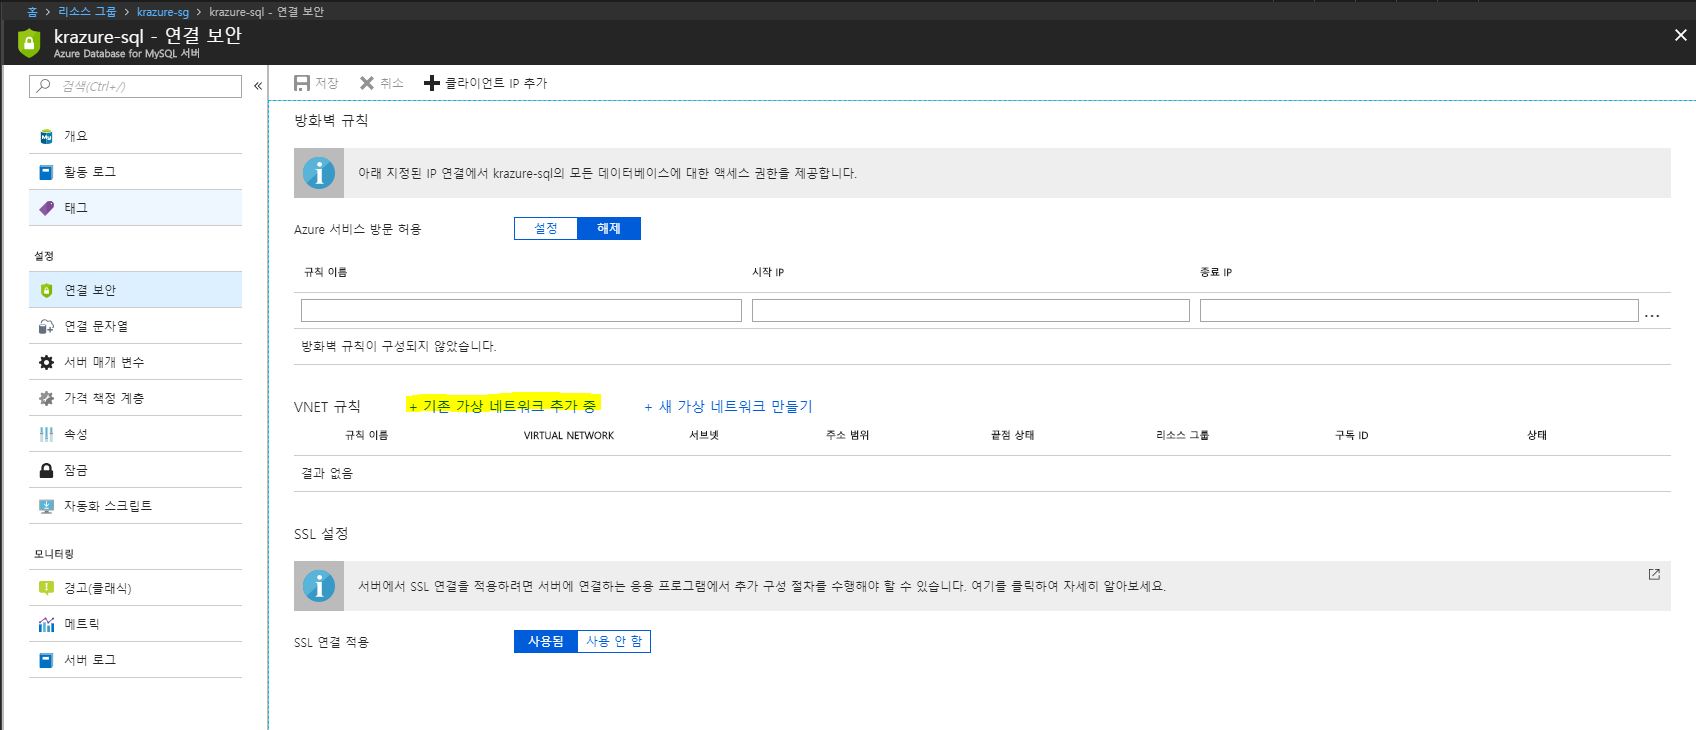 홈 > 리소스 그룹 > krazure-sg > krazure-sql - 연결 보안
krazure-sql - 연결 보안
Azure Database for MySQL 서버
검색(Ctrl+/)
개요
활동 로그
태그
설정
연결 보안
연결 문자열
서버 매개 변수
가격 책정 계층
속성
잠금
자동화 스크립트
모니터링
경고(클래식)
메트릭
서버 로그
저장 취소 클라이언트 IP 추가
방화벽 규칙
아래 지정된 IP 연결에서 krazure-sql의 모든 데이터베이스에 대한 액세스 권한을 제공합니다.
Azure 서비스 방문 허용 설정 해제
규칙 이름 시작 IP 종료 IP
...
방화벽 규칙이 구성되지 않았습니다.
VNET 규칙 + 기존 가상 네트워크 추가 중 + 새 가상 네트워크 만들기
규칙 이름 VIRTUAL NETWORK 서브넷 주소 범위 끝점 상태 리소스 그룹 구독 ID 상태
결과 없음
SSL 설정
서버에서 SSL 연결을 적용하려면 서버에 연결하는 응용 프로그램에서 추가 구성 절차를 수행해야 할 수 있습니다. 여기를 클릭하여 자세히 알아보세요.
SSL 연결 적용 사용됨 사용 안 함